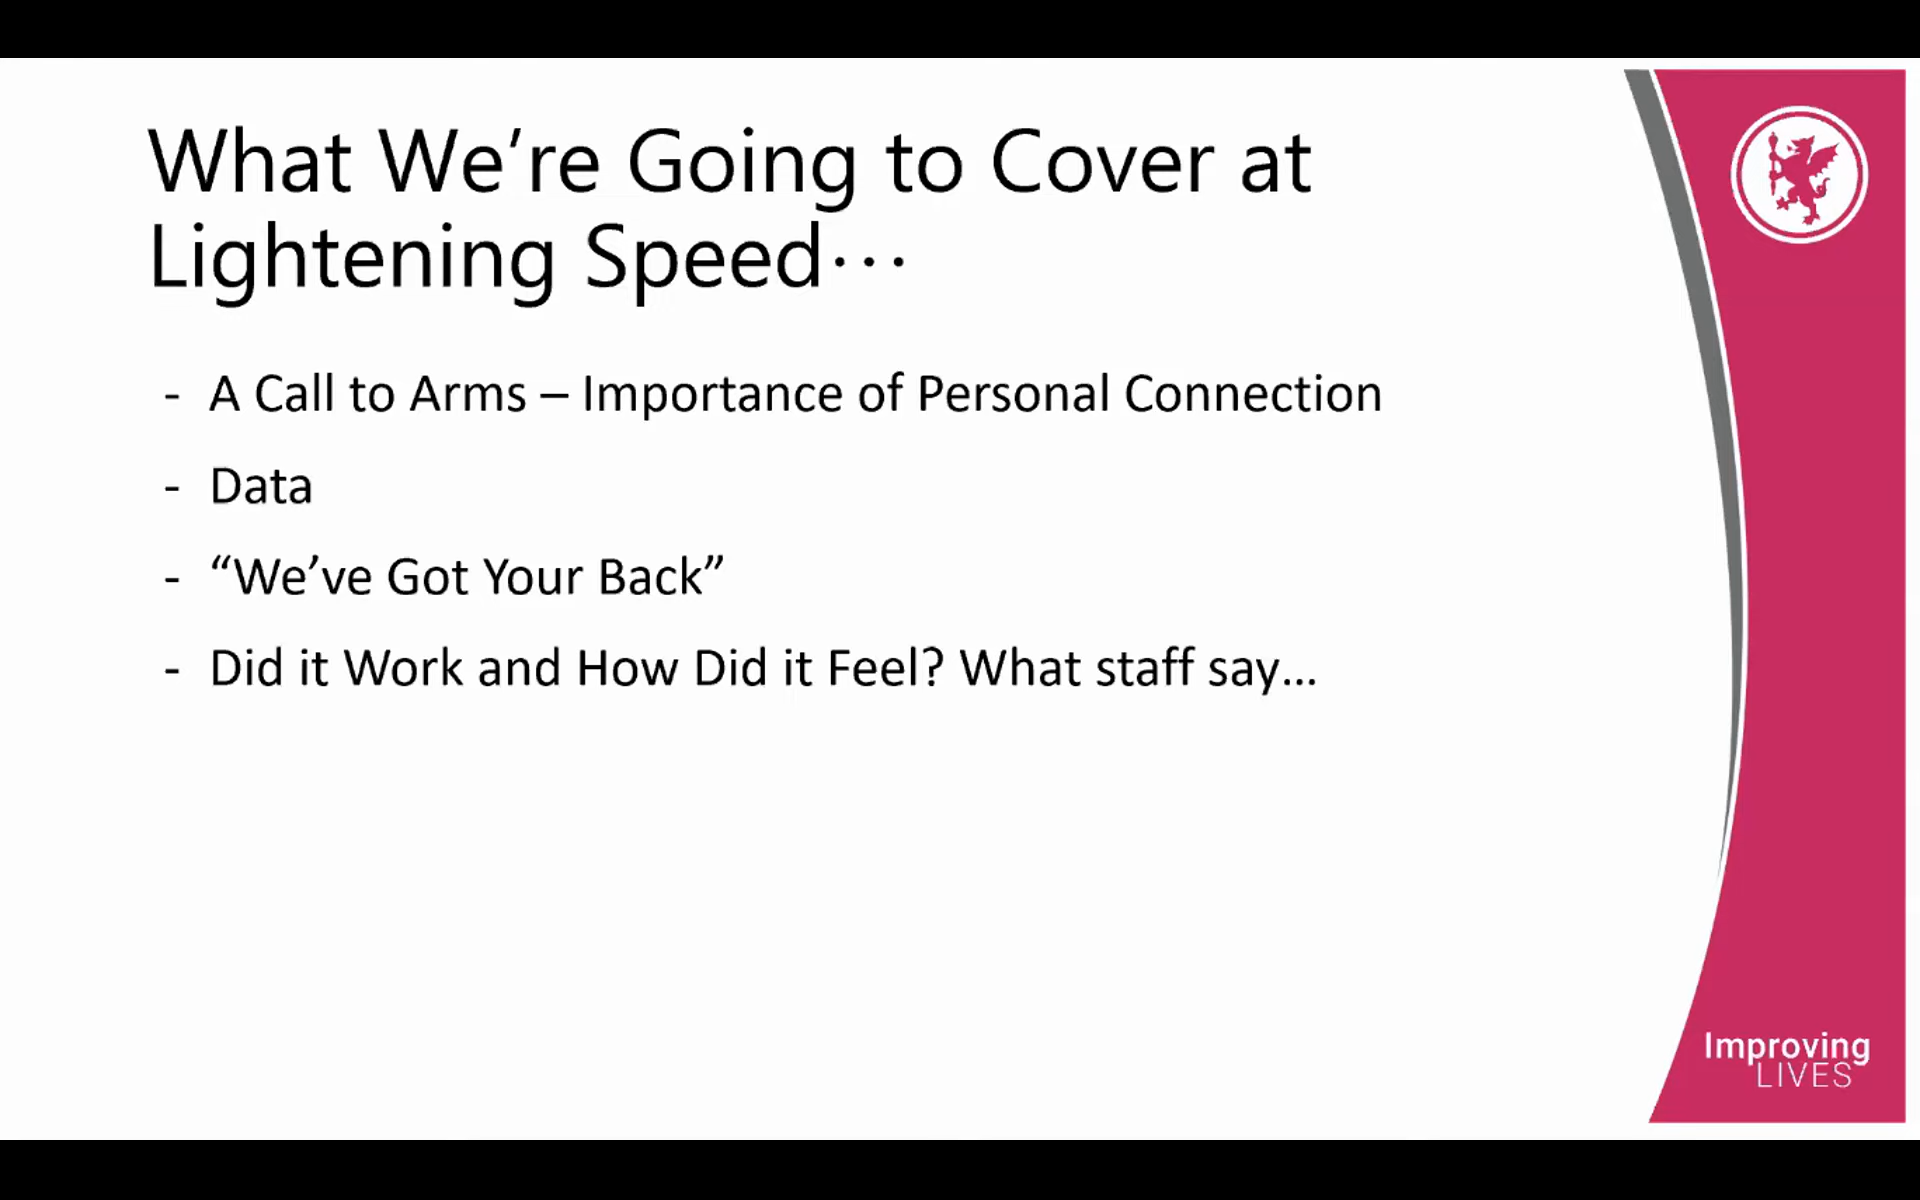 What We’re Going to Cover at
Lightening Speed…
- A Call to Arms – Importance of Personal Connection
- Data
- “We’ve Got Your Back”
- Did it Work and How Did it Feel? What staff say...
Improving
LIVES